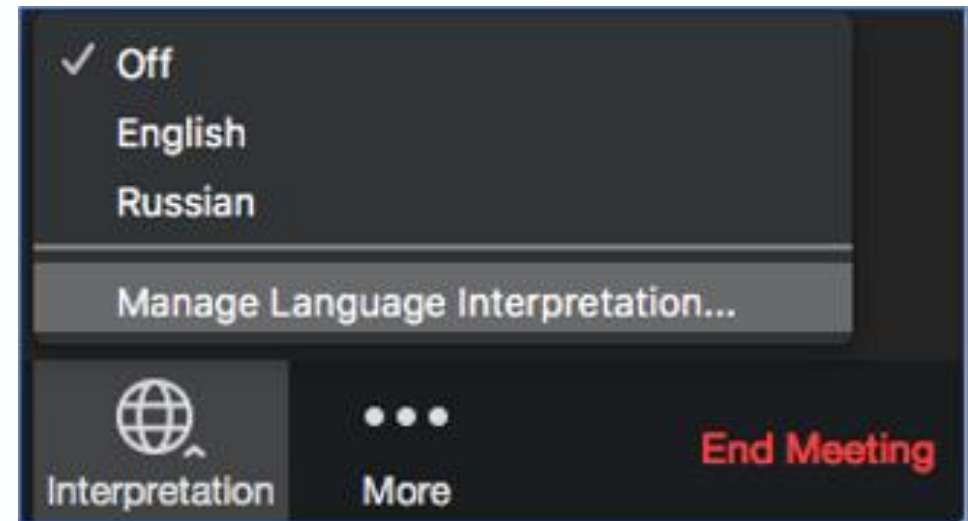 Off
English
Russian
Manage Language Interpretation...
Interpretation
More
End Meeting